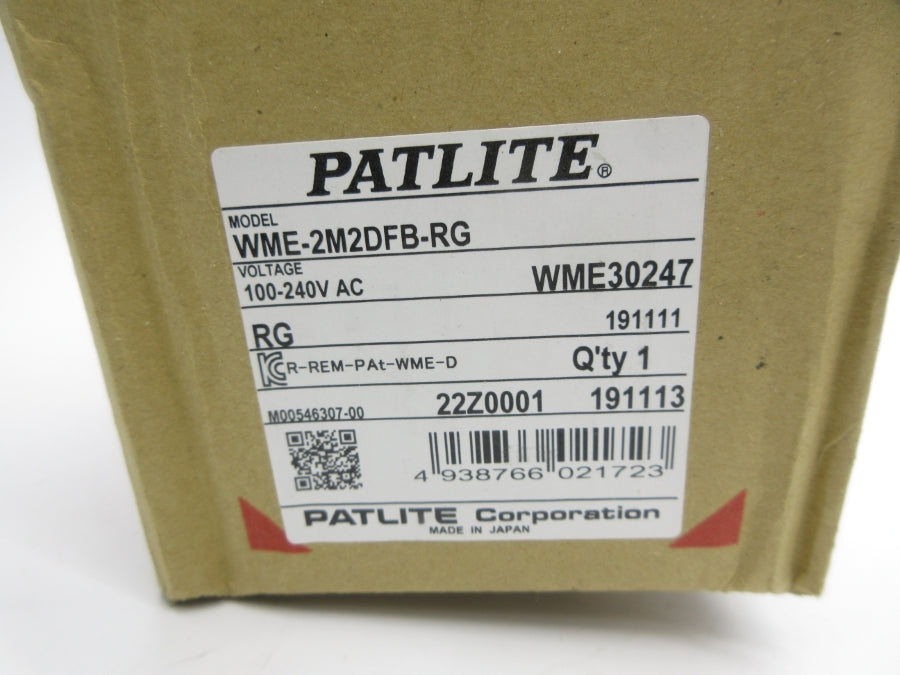 PATLITE®
MODEL
WME-2M2DFB-RG
VOLTAGE
100-240V AC WME30247
RG 191111
KC R-REM-PAt-WME-D Q'ty 1
M00546307-00 22Z0001 191113
4 938766 021723
PATLITE Corporation
MADE IN JAPAN